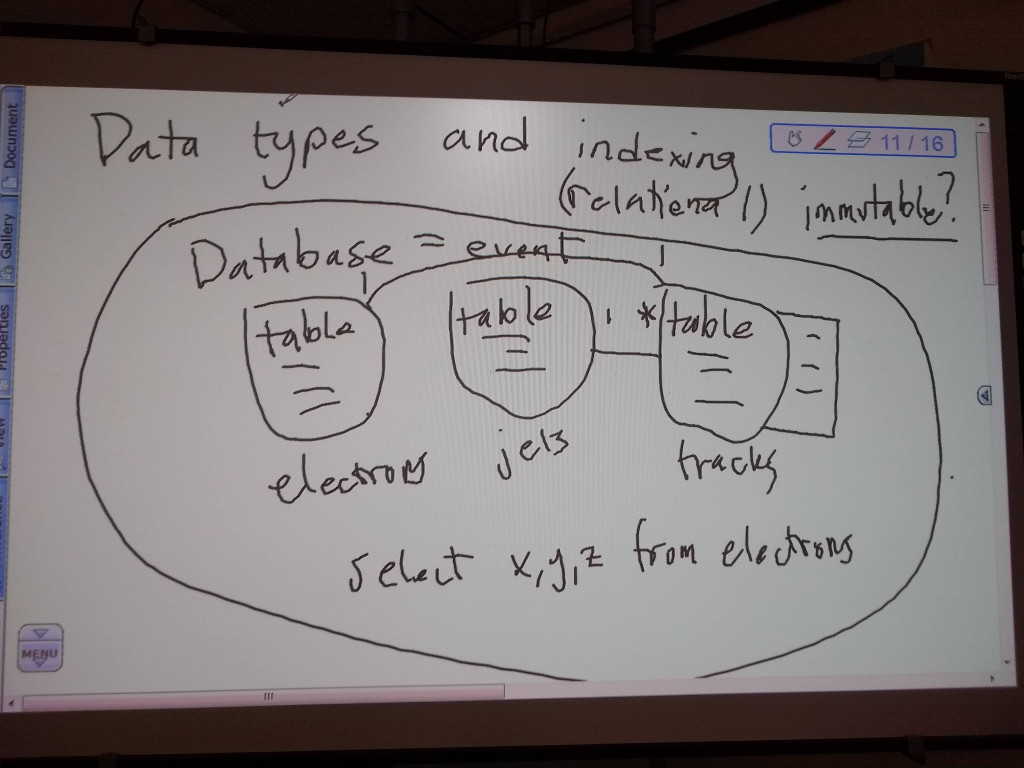 Data types and indexing
(relational) immutable?
11 / 16
Database = event
1 1
table table 1 * table
electrons jets tracks
select x,y,z from electrons
MENU
Document
Gallery
Properties